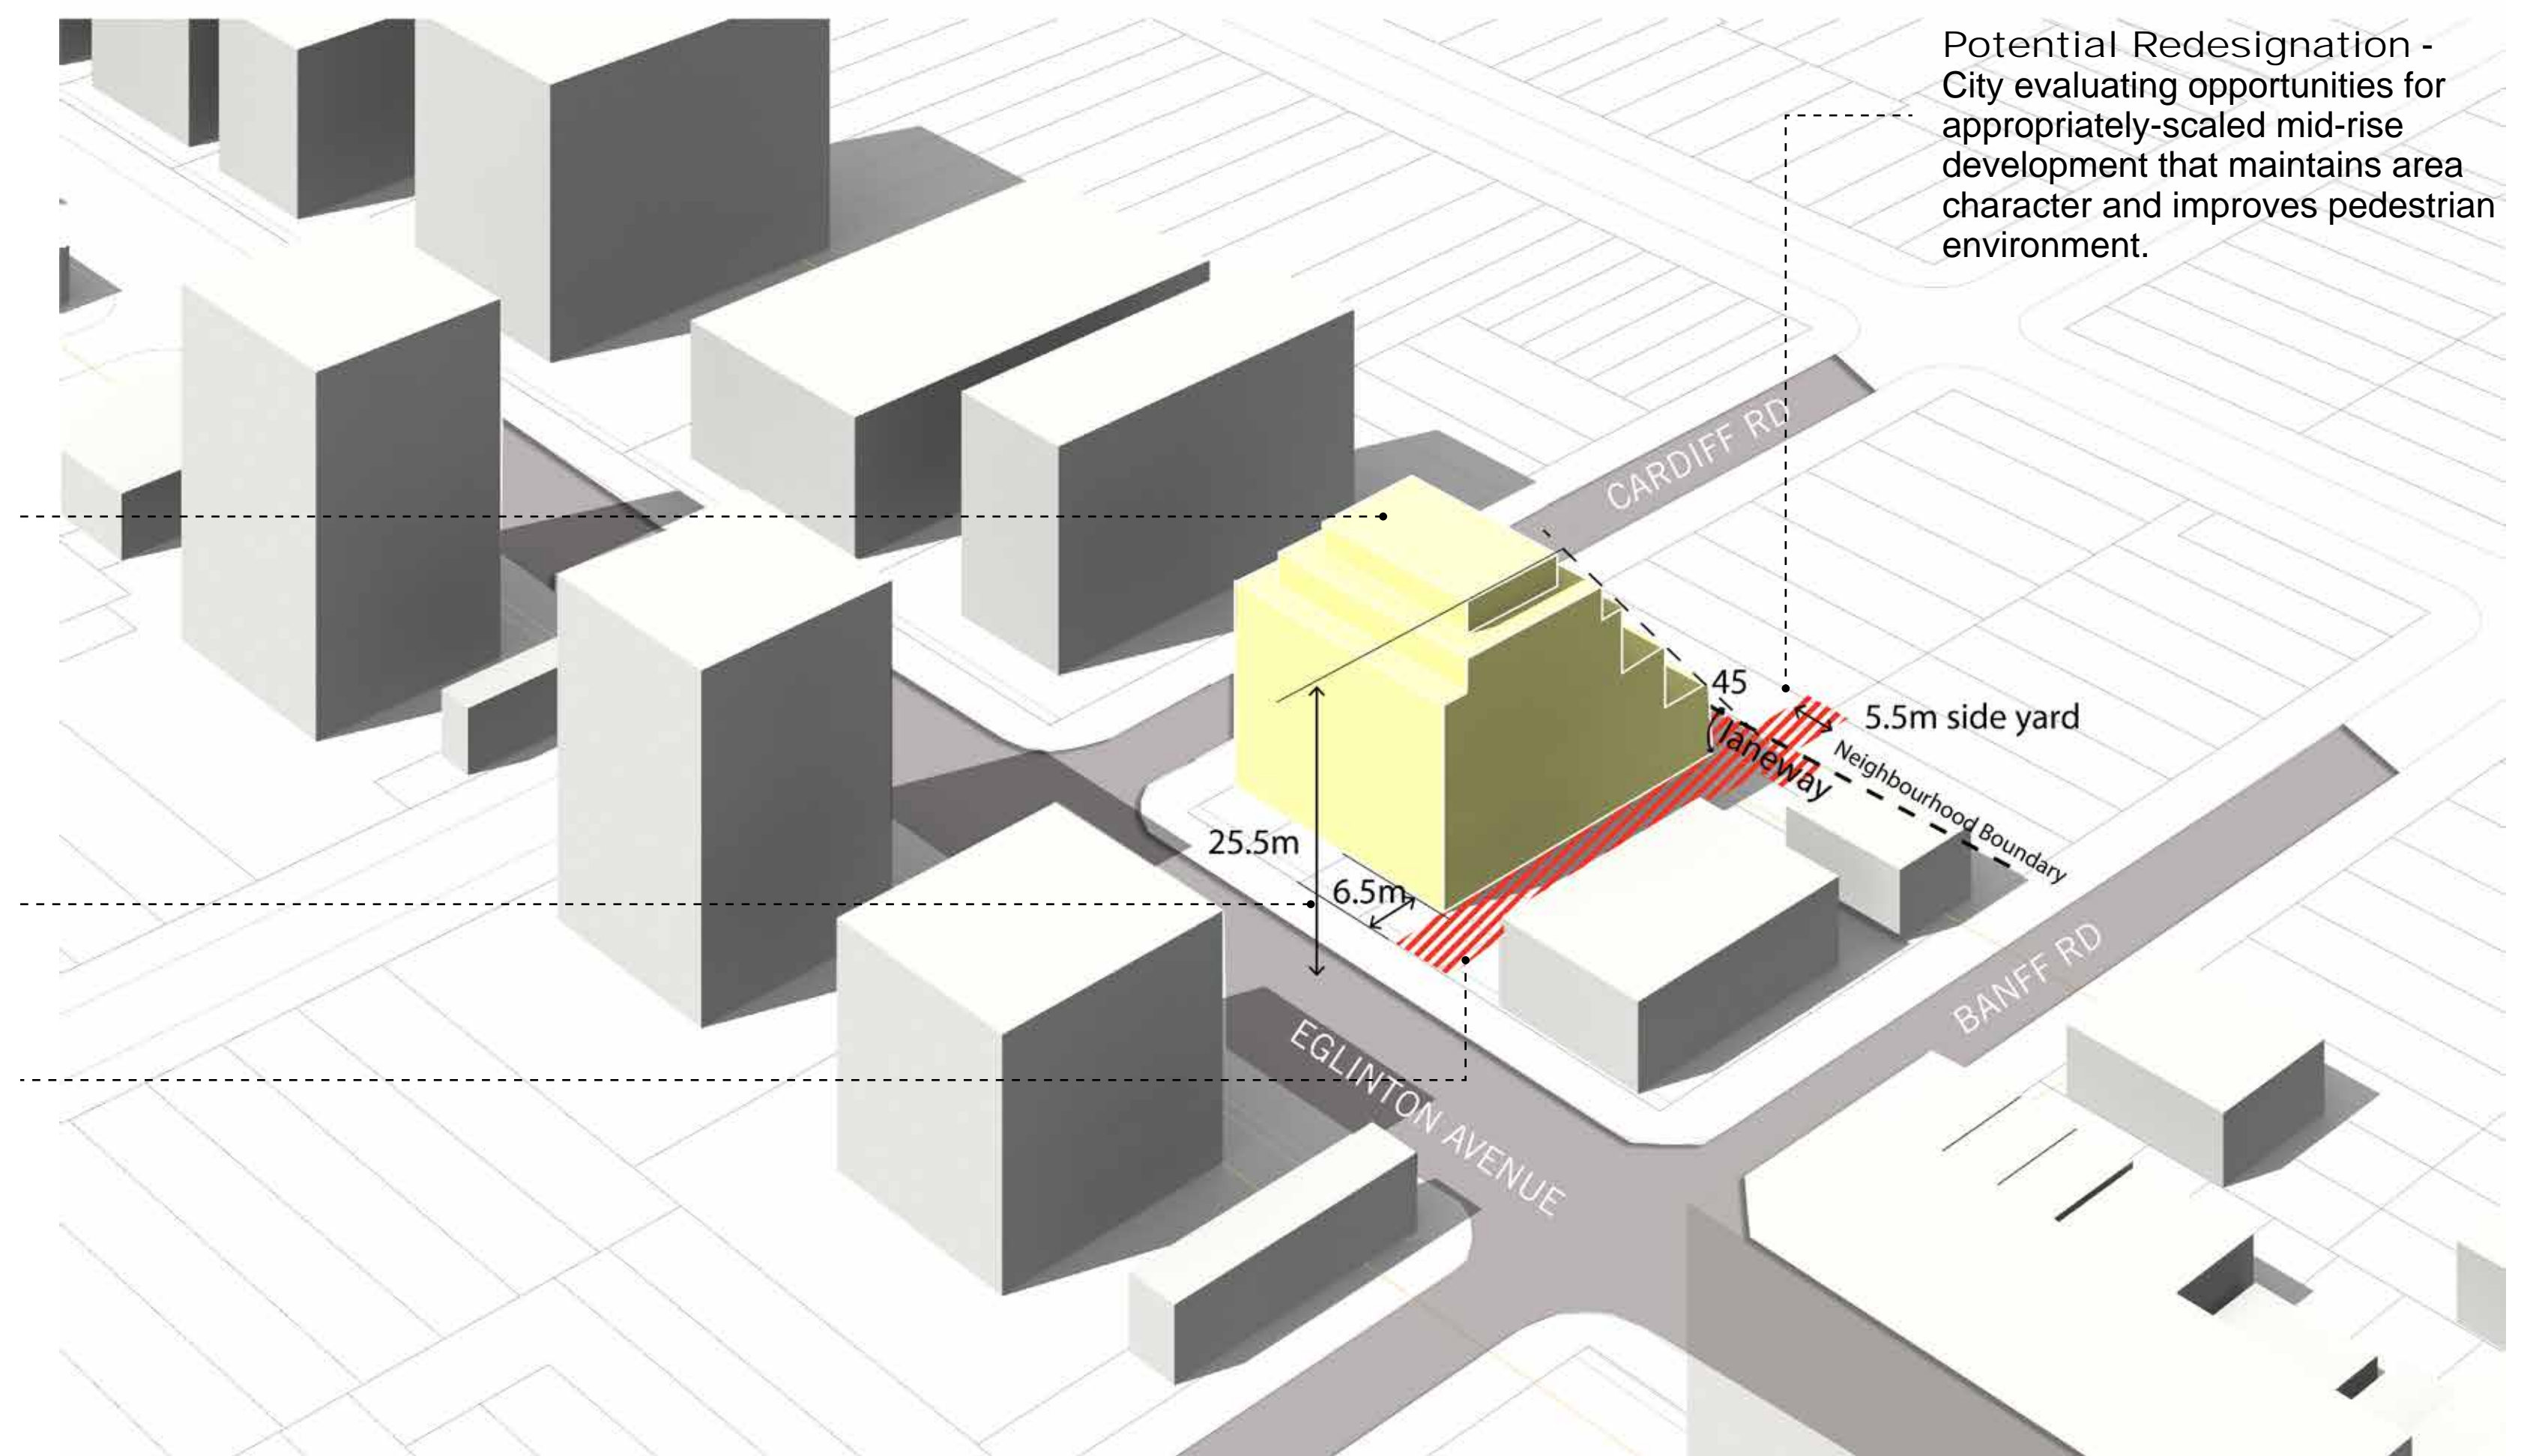 Potential Redesignation -
City evaluating opportunities for
appropriately-scaled mid-rise
development that maintains area
character and improves pedestrian
environment.
CARDIFF RD
45
5.5m side yard
laneway
Neighbourhood Boundary
25.5m
6.5m
BANFF RD
EGLINTON AVENUE